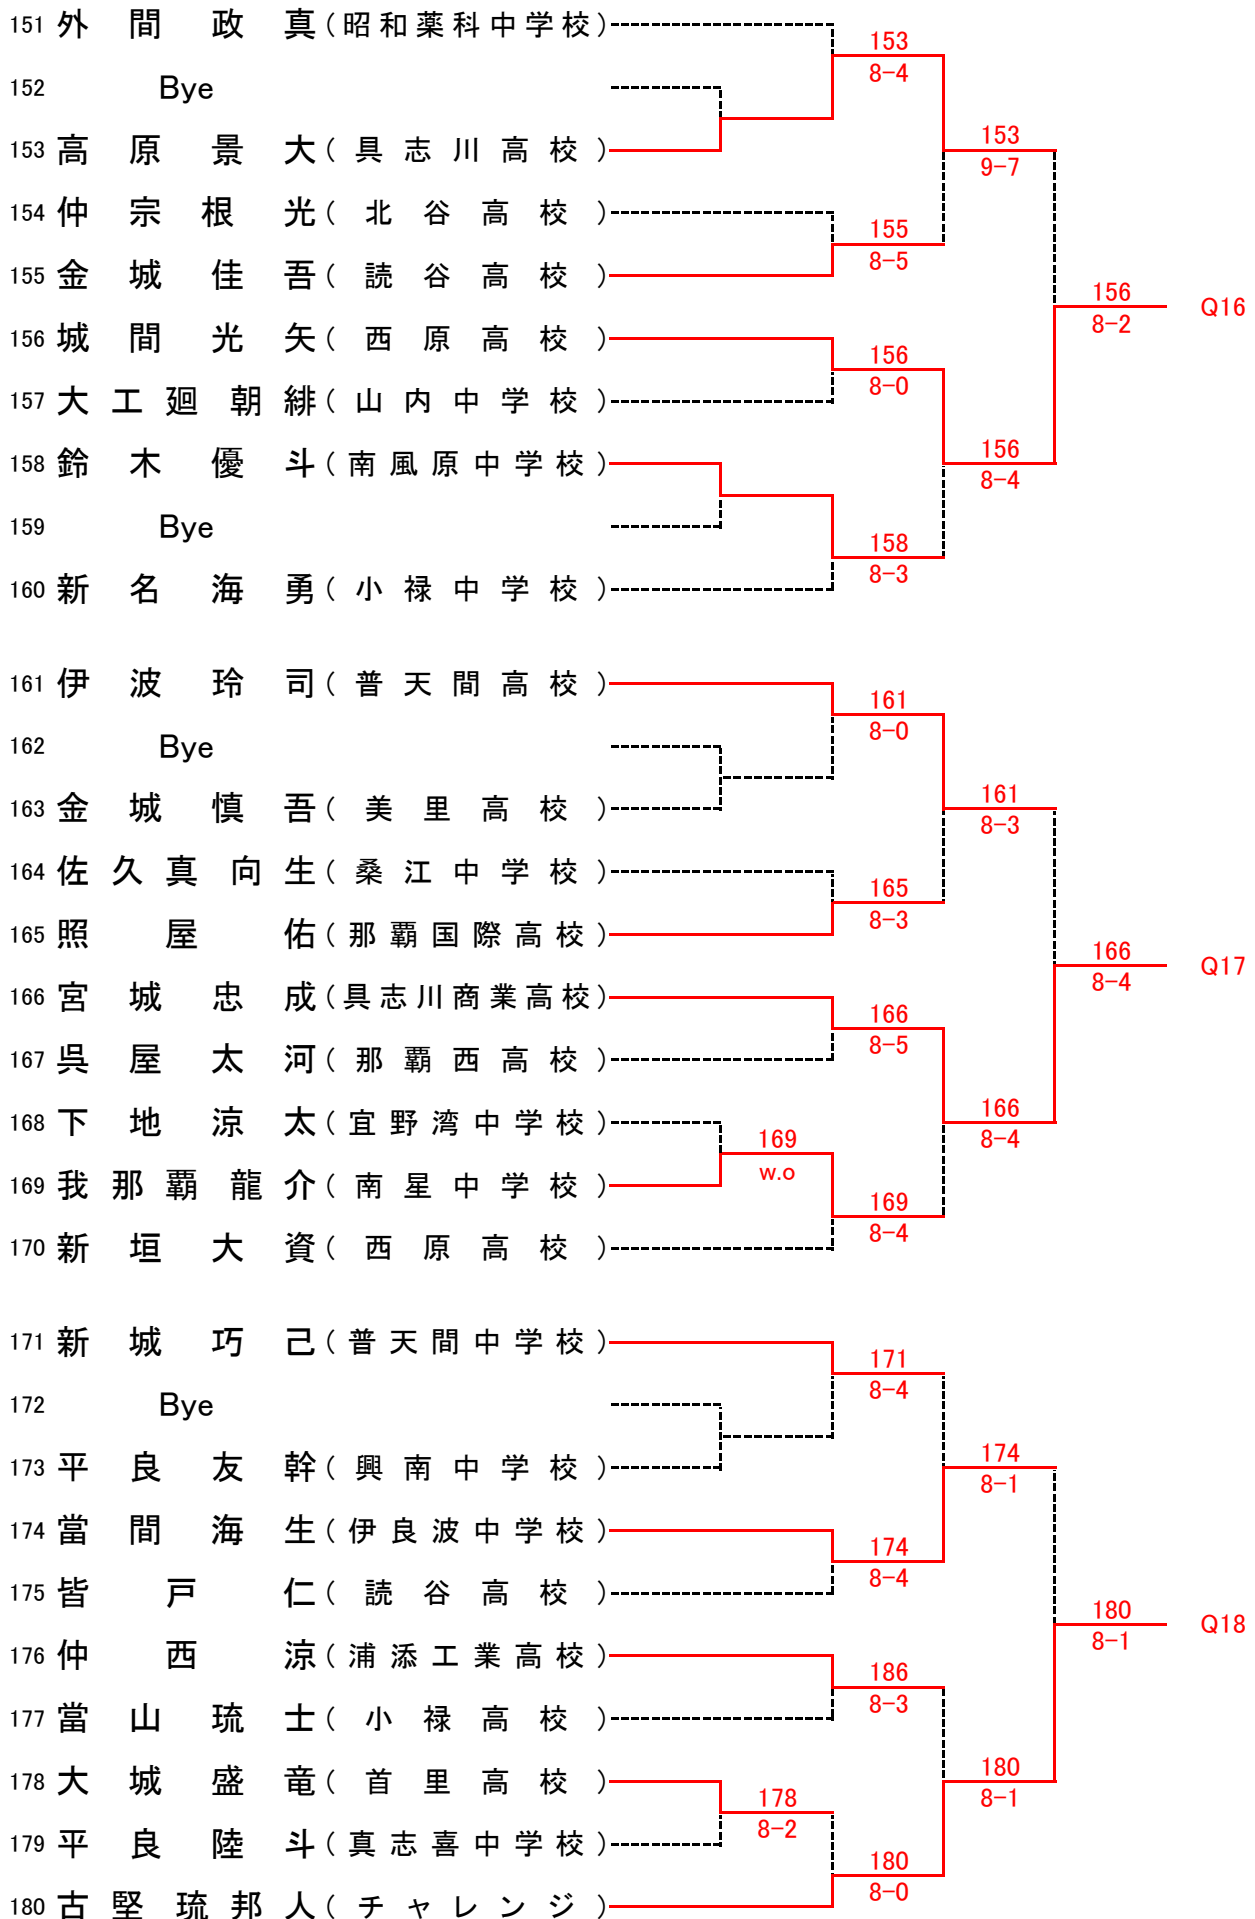 151 外間政真(昭和薬科中学校)
153
8-4
152 Bye
153 高原景大(具志川高校)
153
9-7
154 仲宗根光(北谷高校)
155
8-5
155 金城佳吾(読谷高校)
156
8-2
Q16
156 城間光矢(西原高校)
156
8-0
157 大工廻朝緋(山内中学校)
158 鈴木優斗(南風原中学校)
156
8-4
159 Bye
158
8-3
160 新名海勇(小禄中学校)
161 伊波玲司(普天間高校)
161
8-0
162 Bye
163 金城慎吾(美里高校)
161
8-3
164 佐久真向生(桑江中学校)
165
8-3
165 照屋佑(那覇国際高校)
166
8-4
Q17
166 宮城忠成(具志川商業高校)
166
8-5
167 呉屋太河(那覇西高校)
168 下地涼太(宜野湾中学校)
166
8-4
169
w.o
169 我那覇龍介(南星中学校)
169
8-4
170 新垣大資(西原高校)
171 新城巧己(普天間中学校)
171
8-4
172 Bye
173 平良友幹(興南中学校)
174
8-1
174 當間海生(伊良波中学校)
174
8-4
175 皆戸仁(読谷高校)
180
8-1
Q18
176 仲西涼(浦添工業高校)
186
8-3
177 當山琉士(小禄高校)
178 大城盛竜(首里高校)
180
8-1
178
8-2
179 平良陸斗(真志喜中学校)
180
8-0
180 古堅琉邦人(チャレンジ)